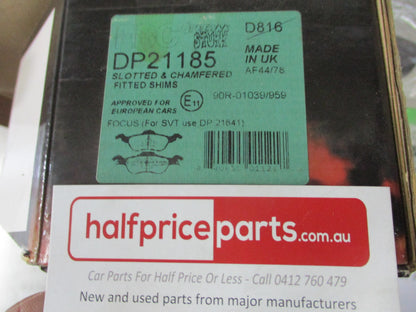 D816
DP21185
SLOTTED & CHAMFERED
FITTED SHIMS
MADE
IN UK
AF44/78
APPROVED FOR
EUROPEAN CARS
E11
90R-01039/959
FOCUS (For SVT use DP 21641)
halfpriceparts.com.au
Car Parts For Half Price Or Less - Call 0412 760 479
New and used parts from major manufacturers